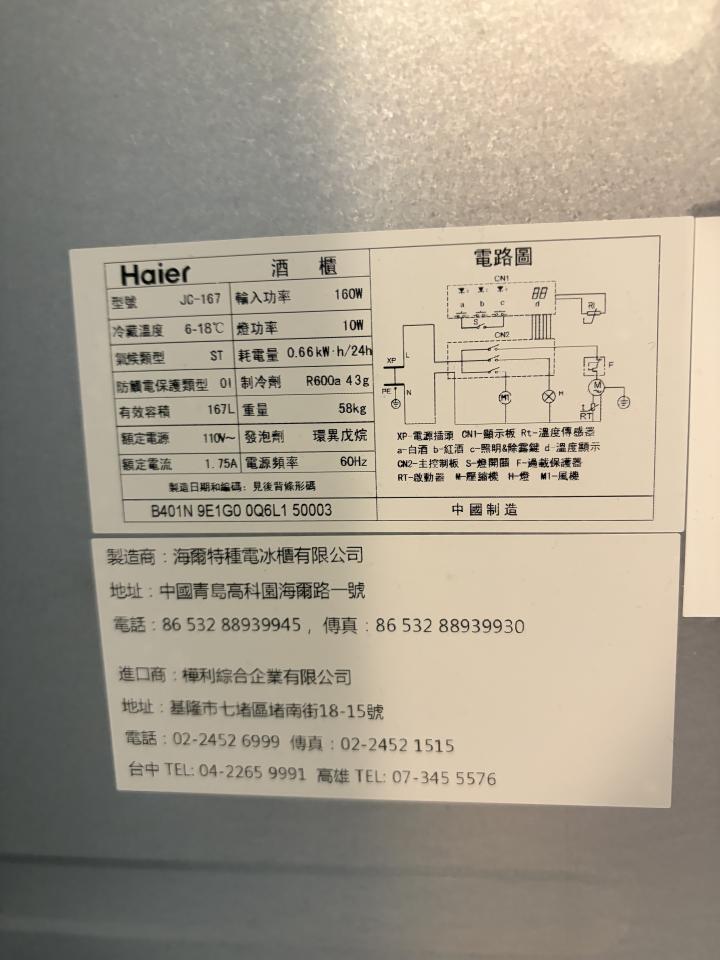 Haier 酒櫃
型號 JC-167 輸入功率 160W
冷藏溫度 6-18℃ 燈功率 10W
氣候類型 ST 耗電量 0.66kW·h/24h
防觸電保護類型 0I 制冷劑 R600a 43g
有效容積 167L 重量 58kg
額定電源 110V~ 發泡劑 環異戊烷
額定電流 1.75A 電源頻率 60Hz
製造日期和編碼: 見後背條形碼
B401N 9E1G0 0Q6L1 50003
電路圖
CN1
a b c d
S
CN2
RI
XP L
PE N
F
M
M1 H
RT
XP-電源插頭 CN1-顯示板 Rt-溫度傳感器
a-白酒 b-紅酒 c-照明&除霧鍵 d-溫度顯示
CN2-主控制板 S-燈開關 F-過載保護器
RT-啟動器 M-壓縮機 H-燈 M1-風機
中國制造
製造商：海爾特種電冰櫃有限公司
地址：中國青島高科園海爾路一號
電話：86 532 88939945，傳真：86 532 88939930
進口商：樺利綜合企業有限公司
地址：基隆市七堵區堵南街18-15號
電話：02-2452 6999 傳真：02-2452 1515
台中 TEL: 04-2265 9991 高雄 TEL: 07-345 5576